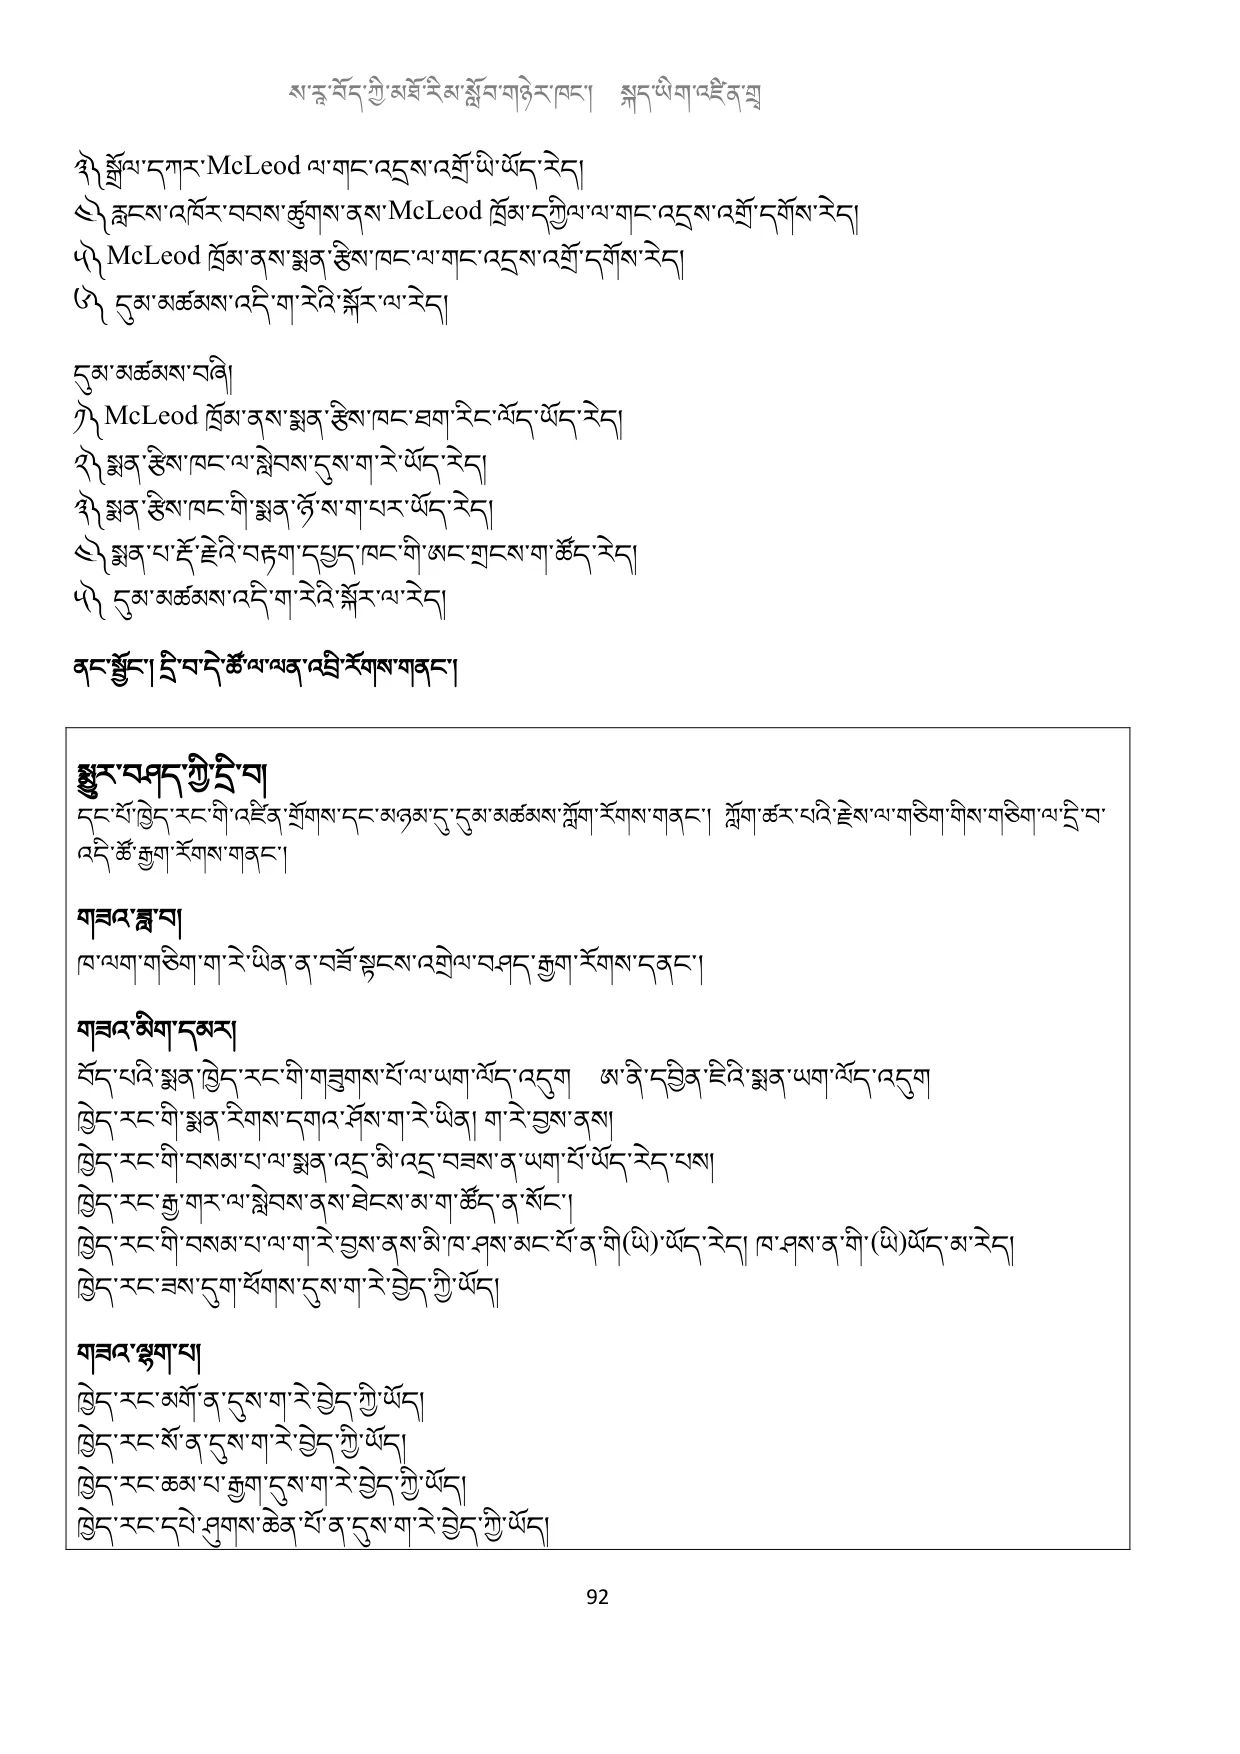 ས་རཱ་བོད་ཀྱི་མཐོ་རིམ་སློབ་གཉེར་ཁང་། སྐད་ཡིག་འཛིན་གྲྭ
༣༽ སྒྲོལ་དཀར་McLeod ལ་གང་འདྲས་འགྲོ་ཡི་ཡོད་རེད།
༤༽ རླངས་འཁོར་བབས་ཚུགས་ནས་McLeod ཁྲོམ་དཀྱིལ་ལ་གང་འདྲས་འགྲོ་དགོས་རེད།
༥༽ McLeod ཁྲོམ་ནས་སྨན་རྩིས་ཁང་ལ་གང་འདྲས་འགྲོ་དགོས་རེད།
༦༽ དུམ་མཚམས་འདི་ག་རེའི་སྐོར་ལ་རེད།
དུམ་མཚམས་བཞི།
༡༽ McLeod ཁྲོམ་ནས་སྨན་རྩིས་ཁང་ཐག་རིང་ལོད་ཡོད་རེད།
༢༽ སྨན་རྩིས་ཁང་ལ་སླེབས་དུས་ག་རེ་ཡོད་རེད།
༣༽ སྨན་རྩིས་ཁང་གི་སྨན་ཉོ་ས་ག་པར་ཡོད་རེད།
༤༽ སྨན་པ་རྡོ་རྗེའི་བརྟག་དཔྱད་ཁང་གི་ཨང་གྲངས་ག་ཚོད་རེད།
༥༽ དུམ་མཚམས་འདི་ག་རེའི་སྐོར་ལ་རེད།
ནང་སྦྱོང་། དྲི་བ་དེ་ཚོ་ལ་ལན་འབྲི་རོགས་གནང་།
སྨྱུར་བཤད་ཀྱི་དྲི་བ།
དང་པོ་ཁྱེད་རང་གི་འཛིན་གྲོགས་དང་མཉམ་དུ་དུམ་མཚམས་ཀློག་རོགས་གནང་། ཀློག་ཚར་པའི་རྗེས་ལ་གཅིག་གིས་གཅིག་ལ་དྲི་བ་
འདི་ཚོ་རྒྱག་རོགས་གནང་།
གཟའ་ཟླ་བ།
ཁ་ལག་གཅིག་ག་རེ་ཡིན་ན་བཟོ་སྟངས་འགྲེལ་བཤད་རྒྱག་རོགས་དནང་།
གཟའ་མིག་དམར།
བོད་པའི་སྨན་ཁྱེད་རང་གི་གཟུགས་པོ་ལ་ཡག་ལོད་འདུག ཨ་ནི་དབྱིན་ཇིའི་སྨན་ཡག་ལོད་འདུག
ཁྱེད་རང་གི་སྨན་རིགས་དགའ་ཤོས་ག་རེ་ཡིན། ག་རེ་བྱས་ནས།
ཁྱེད་རང་གི་བསམ་པ་ལ་སྨན་འདྲ་མི་འདྲ་བཟས་ན་ཡག་པོ་ཡོད་རེད་པས།
ཁྱེད་རང་རྒྱ་གར་ལ་སླེབས་ནས་ཐེངས་མ་ག་ཚོད་ན་སོང་།
ཁྱེད་རང་གི་བསམ་པ་ལ་ག་རེ་བྱས་ནས་མི་ཁ་ཤས་མང་པོ་ན་གི(ཡི)་ཡོད་རེད། ཁ་ཤས་ན་གི་(ཡི)ཡོད་མ་རེད།
ཁྱེད་རང་ཟས་དུག་ཕོགས་དུས་ག་རེ་བྱེད་ཀྱི་ཡོད།
གཟའ་ལྷག་པ།
ཁྱེད་རང་མགོ་ན་དུས་ག་རེ་བྱེད་ཀྱི་ཡོད།
ཁྱེད་རང་སོ་ན་དུས་ག་རེ་བྱེད་ཀྱི་ཡོད།
ཁྱེད་རང་ཆམ་པ་རྒྱག་དུས་ག་རེ་བྱེད་ཀྱི་ཡོད།
ཁྱེད་རང་དཔེ་ཤུགས་ཆེན་པོ་ན་དུས་ག་རེ་བྱེད་ཀྱི་ཡོད།
92